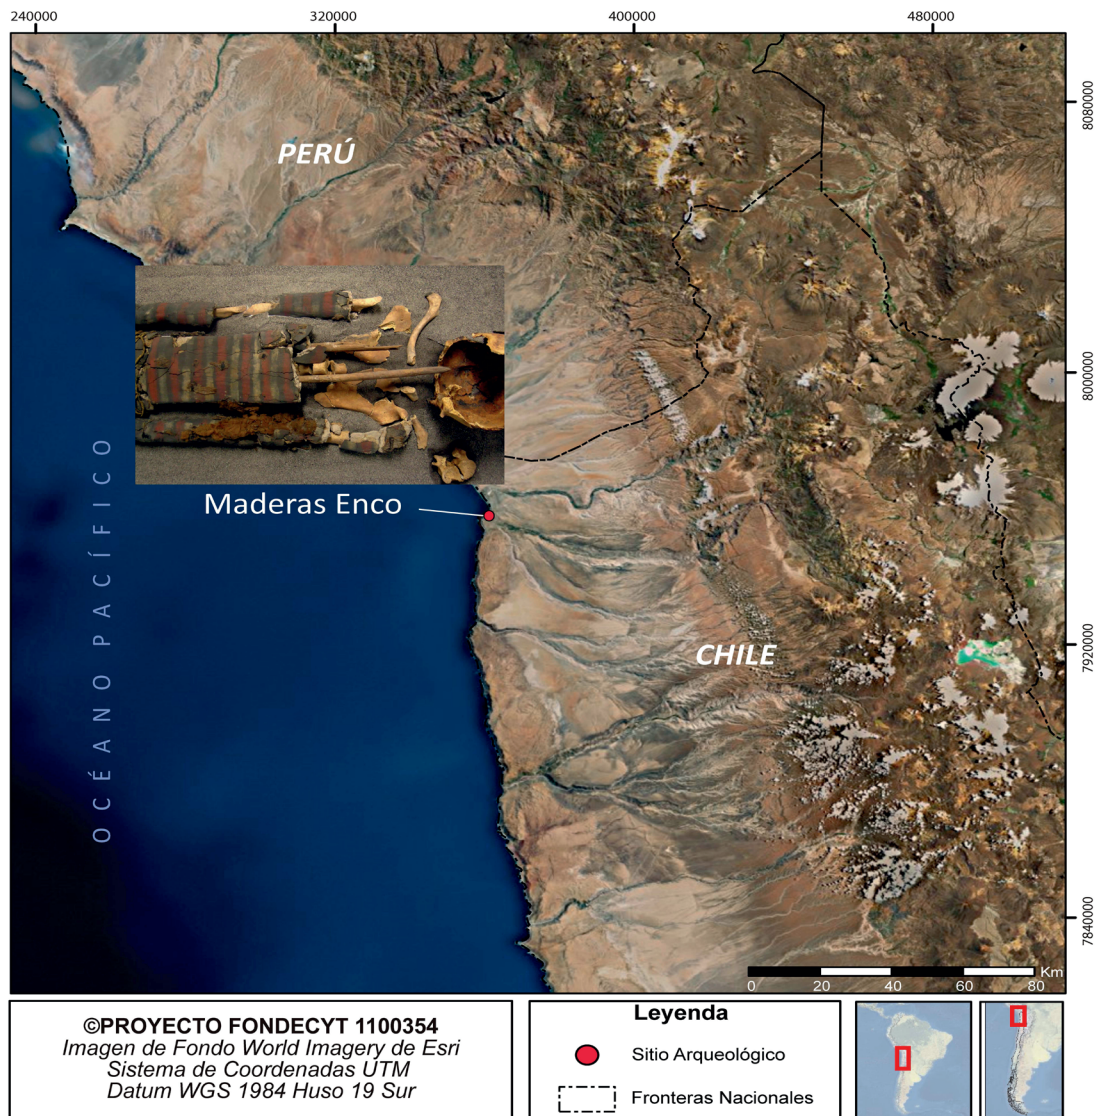 240000 320000 400000 480000
8080000
PERÚ
8000000
OCÉANO PACÍFICO
Maderas Enco
CHILE
7920000
7840000
Km
0 20 40 60 80
©PROYECTO FONDECYT 1100354
Imagen de Fondo World Imagery de Esri
Sistema de Coordenadas UTM
Datum WGS 1984 Huso 19 Sur
Leyenda
Sitio Arqueológico
Fronteras Nacionales